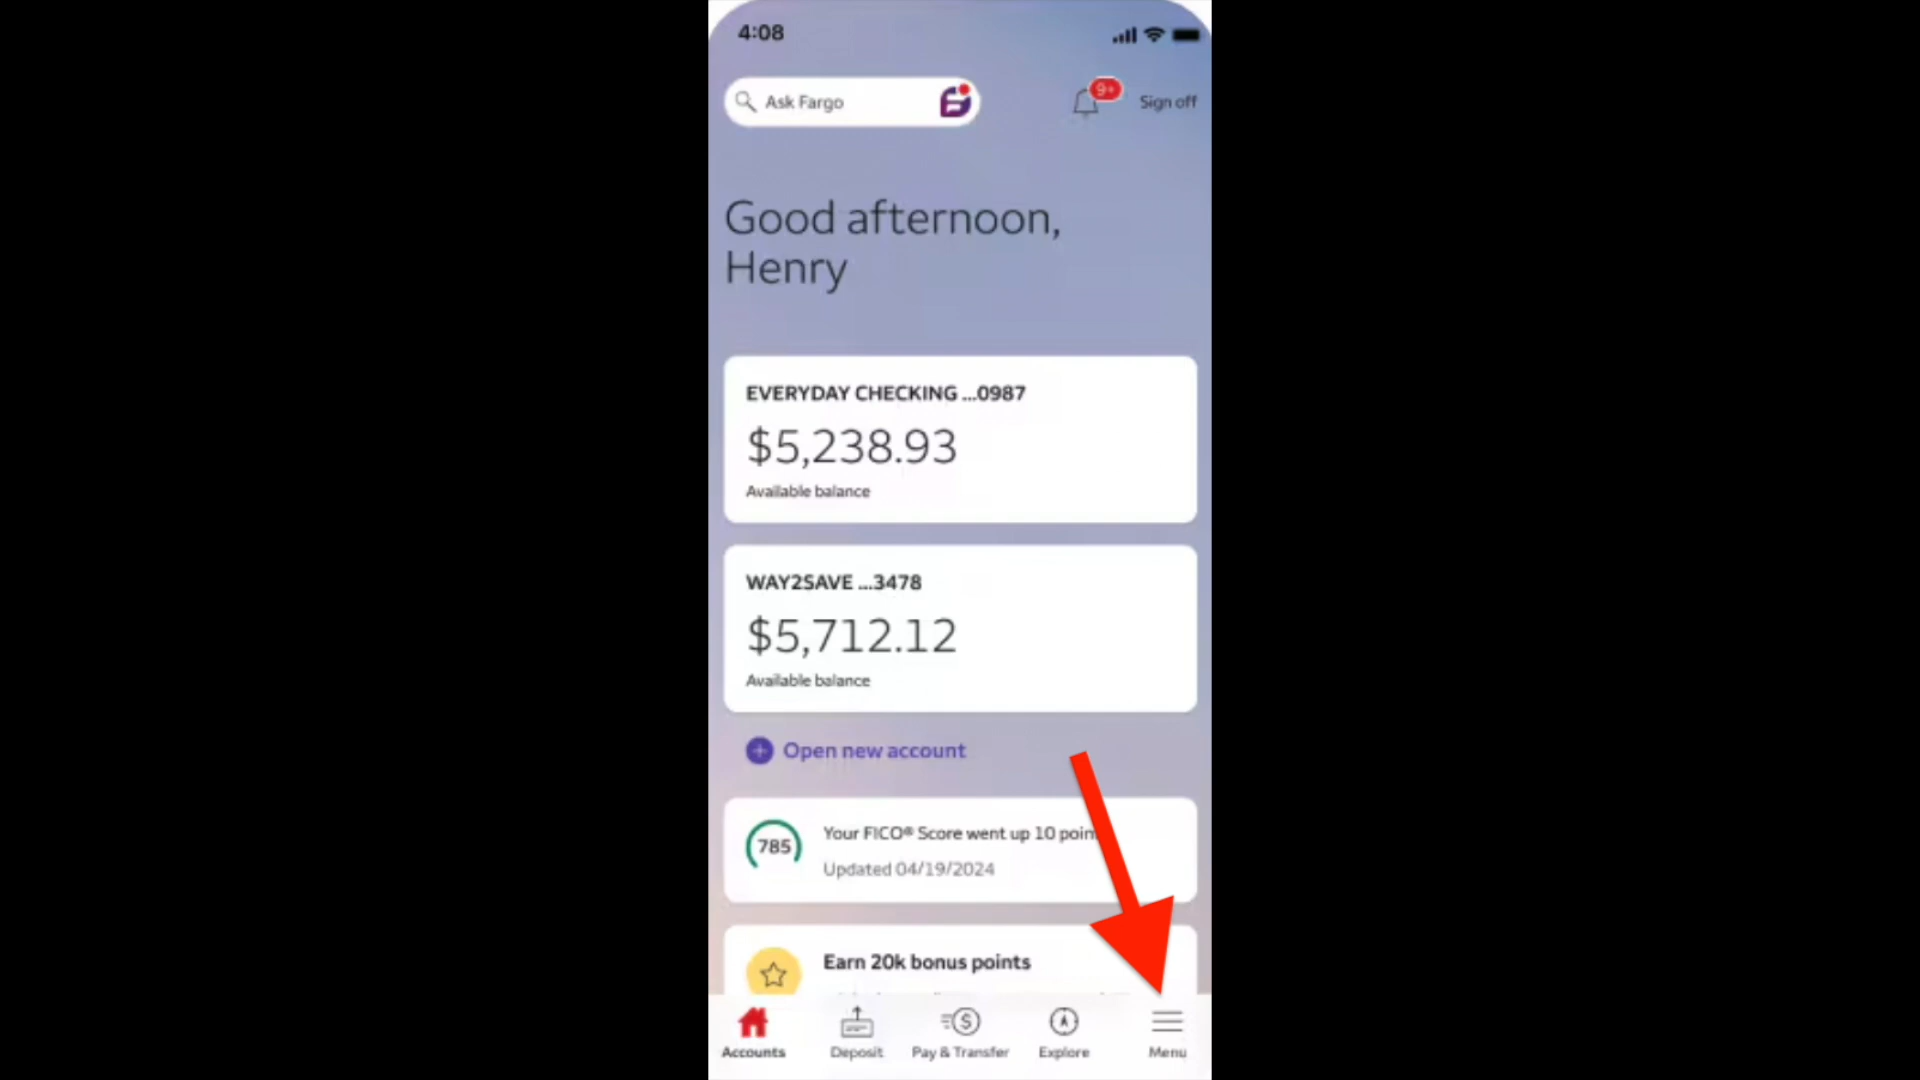 4:08
Ask Fargo
9+
Sign off
Good afternoon,
Henry
EVERYDAY CHECKING ...0987
$5,238.93
Available balance
WAY2SAVE ...3478
$5,712.12
Available balance
Open new account
785
Your FICO® Score went up 10
Updated 04/19/2024
Earn 20k bonus points
Accounts
Deposit
Pay & Transfer
Explore
Menu